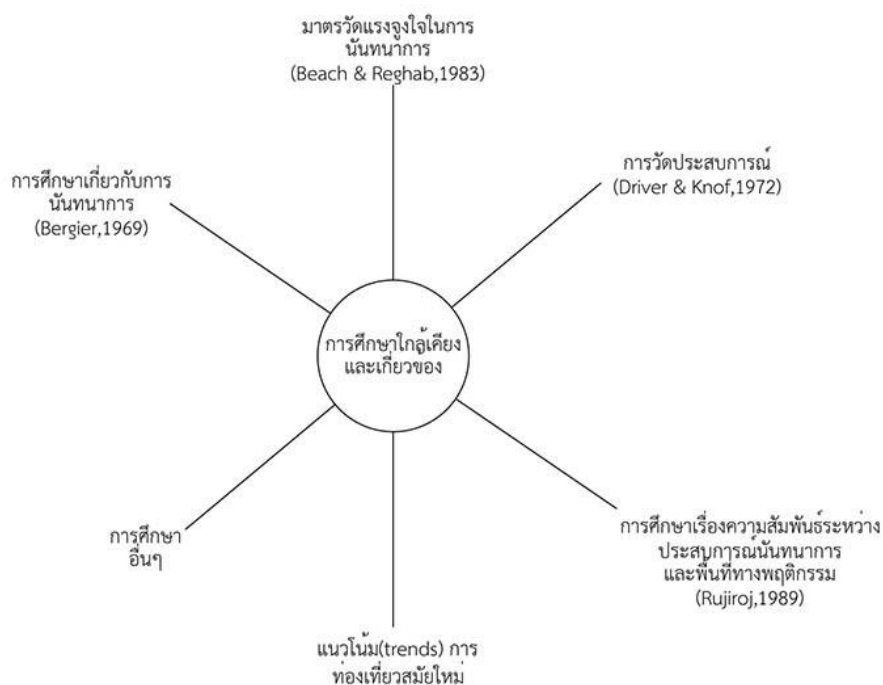 มาตรวัดแรงจูงใจในการ
นันทนาการ
(Beach & Reghab,1983)
การวัดประสบการณ์
(Driver & Knof,1972)
การศึกษาเกี่ยวกับการ
นันทนาการ
(Bergier,1969)
การศึกษาใกล้เคียง
และเกี่ยวข้อง
การศึกษาเรื่องความสัมพันธ์ระหว่าง
ประสบการณ์นันทนาการ
และพื้นที่ทางพฤติกรรม
(Rujiroj,1989)
การศึกษา
อื่นๆ
แนวโน้ม(trends) การ
ท่องเที่ยวสมัยใหม่